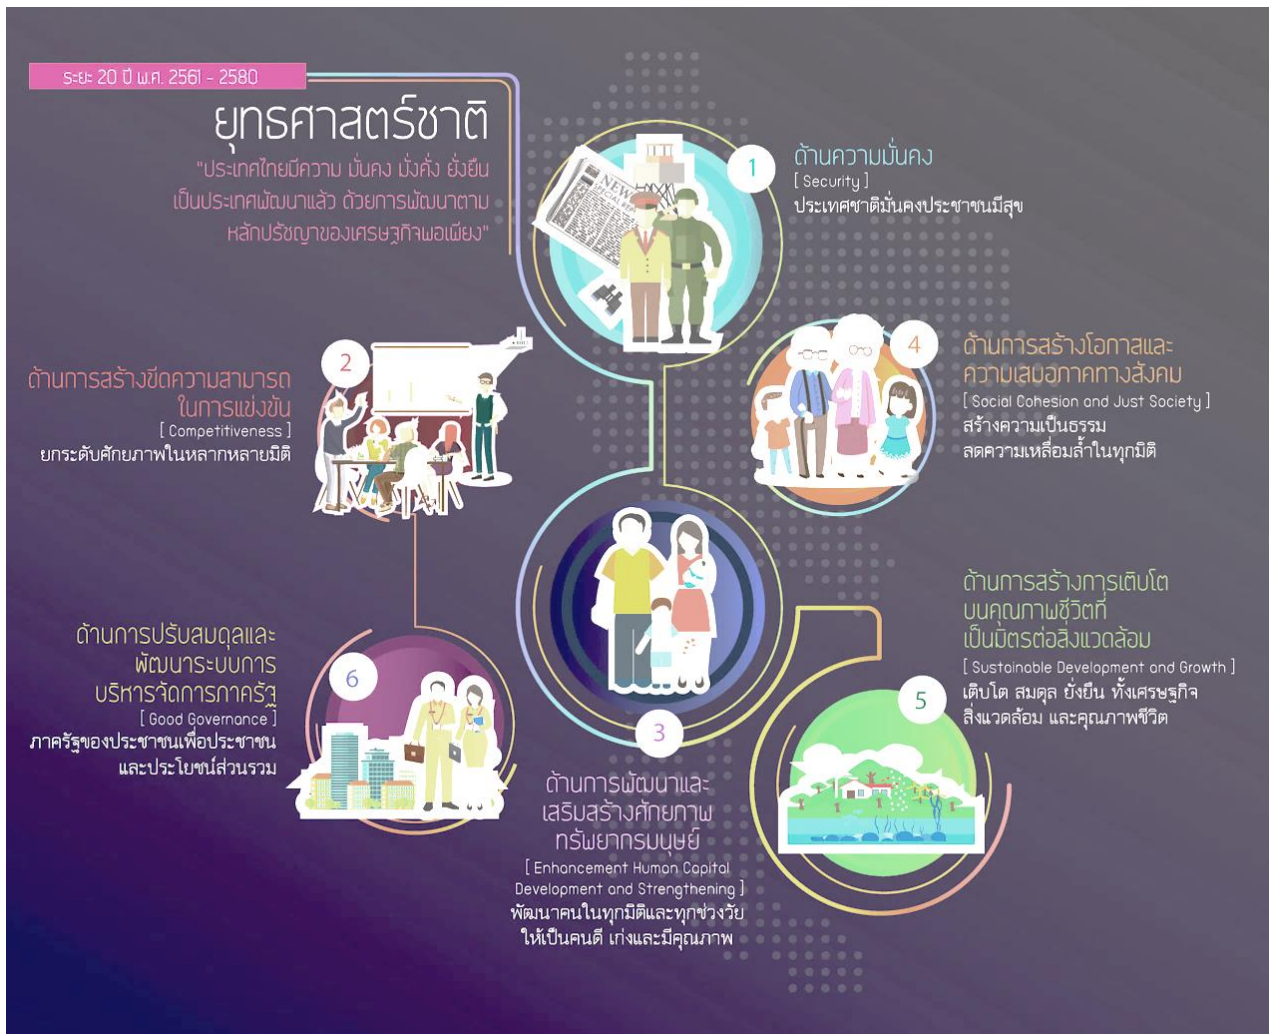 ระยะ 20 ปี พ.ศ. 2561 - 2580
ยุทธศาสตร์ชาติ
"ประเทศไทยมีความ มั่นคง มั่งคั่ง ยั่งยืน
เป็นประเทศพัฒนาแล้ว ด้วยการพัฒนาตาม
หลักปรัชญาของเศรษฐกิจพอเพียง"
NEWS
1
ด้านความมั่นคง
[ Security ]
ประเทศชาติมั่นคงประชาชนมีสุข
2
ด้านการสร้างขีดความสามารถ
ในการแข่งขัน
[ Competitiveness ]
ยกระดับศักยภาพในหลากหลายมิติ
4
ด้านการสร้างโอกาสและ
ความเสมอภาคทางสังคม
[ Social Cohesion and Just Society ]
สร้างความเป็นธรรม
ลดความเหลื่อมล้ำในทุกมิติ
ด้านการปรับสมดุลและ
พัฒนาระบบการ
บริหารจัดการภาครัฐ
[ Good Governance ]
ภาครัฐของประชาชนเพื่อประชาชน
และประโยชน์ส่วนรวม
6
3
ด้านการพัฒนาและ
เสริมสร้างศักยภาพ
ทรัพยากรมนุษย์
[ Enhancement Human Capital
Development and Strengthening ]
พัฒนาคนในทุกมิติและทุกช่วงวัย
ให้เป็นคนดี เก่งและมีคุณภาพ
5
ด้านการสร้างการเติบโต
บนคุณภาพชีวิตที่
เป็นมิตรต่อสิ่งแวดล้อม
[ Sustainable Development and Growth ]
เติบโต สมดุล ยั่งยืน ทั้งเศรษฐกิจ
สิ่งแวดล้อม และคุณภาพชีวิต